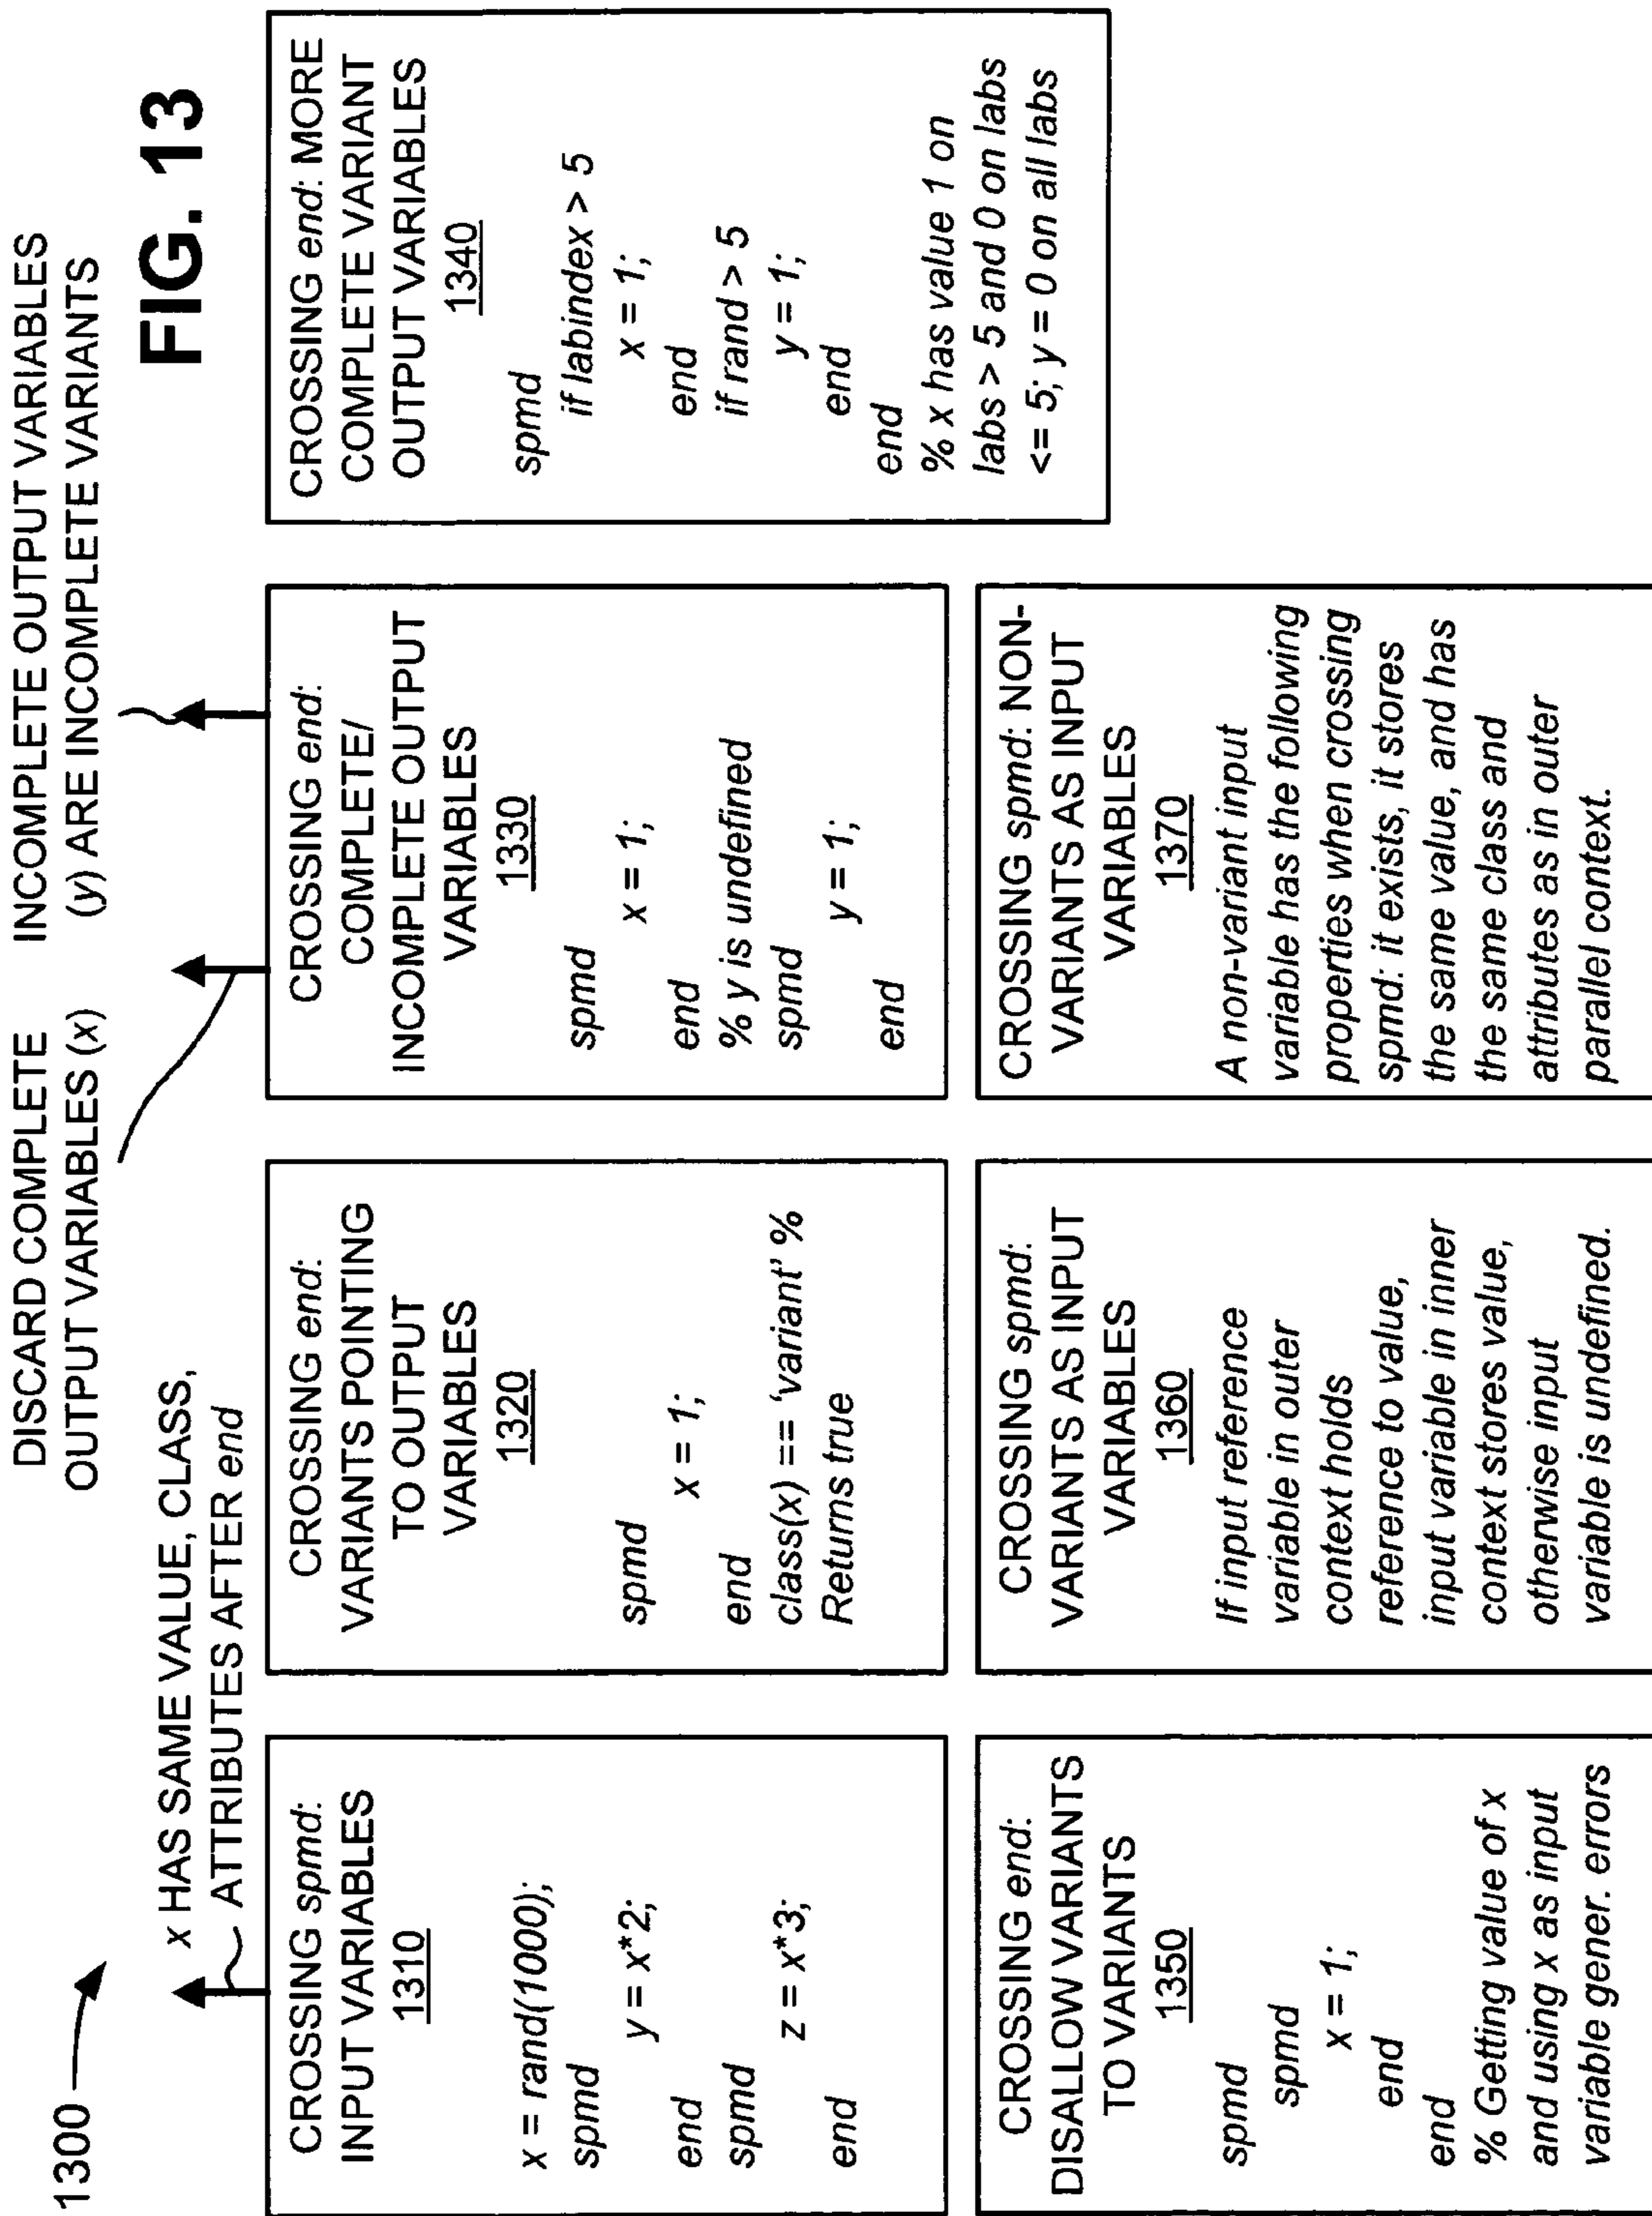 1300
x HAS SAME VALUE, CLASS,
ATTRIBUTES AFTER end
DISCARD COMPLETE
OUTPUT VARIABLES (x)
INCOMPLETE OUTPUT VARIABLES
(y) ARE INCOMPLETE VARIANTS
FIG. 13
CROSSING spmd:
INPUT VARIABLES
1310
x = rand(1000);
spmd
y = x*2;
end
spmd
z = x*3;
end
CROSSING end:
VARIANTS POINTING
TO OUTPUT
VARIABLES
1320
spmd
x = 1;
end
class(x) == 'variant' %
Returns true
CROSSING end:
COMPLETE/
INCOMPLETE OUTPUT
VARIABLES
1330
spmd
x = 1;
end
% y is undefined
spmd
y = 1;
end
CROSSING end: MORE
COMPLETE VARIANT
OUTPUT VARIABLES
1340
spmd
if labindex > 5
x = 1;
end
if rand > 5
y = 1;
end
end
% x has value 1 on
labs > 5 and 0 on labs
<= 5; y = 0 on all labs
CROSSING end:
DISALLOW VARIANTS
TO VARIANTS
1350
spmd
spmd
x = 1;
end
end
% Getting value of x
and using x as input
variable gener. errors
CROSSING spmd:
VARIANTS AS INPUT
VARIABLES
1360
If input reference
variable in outer
context holds
reference to value,
input variable in inner
context stores value,
otherwise input
variable is undefined.
CROSSING spmd: NON-
VARIANTS AS INPUT
VARIABLES
1370
A non-variant input
variable has the following
properties when crossing
spmd: it exists, it stores
the same value, and has
the same class and
attributes as in outer
parallel context.